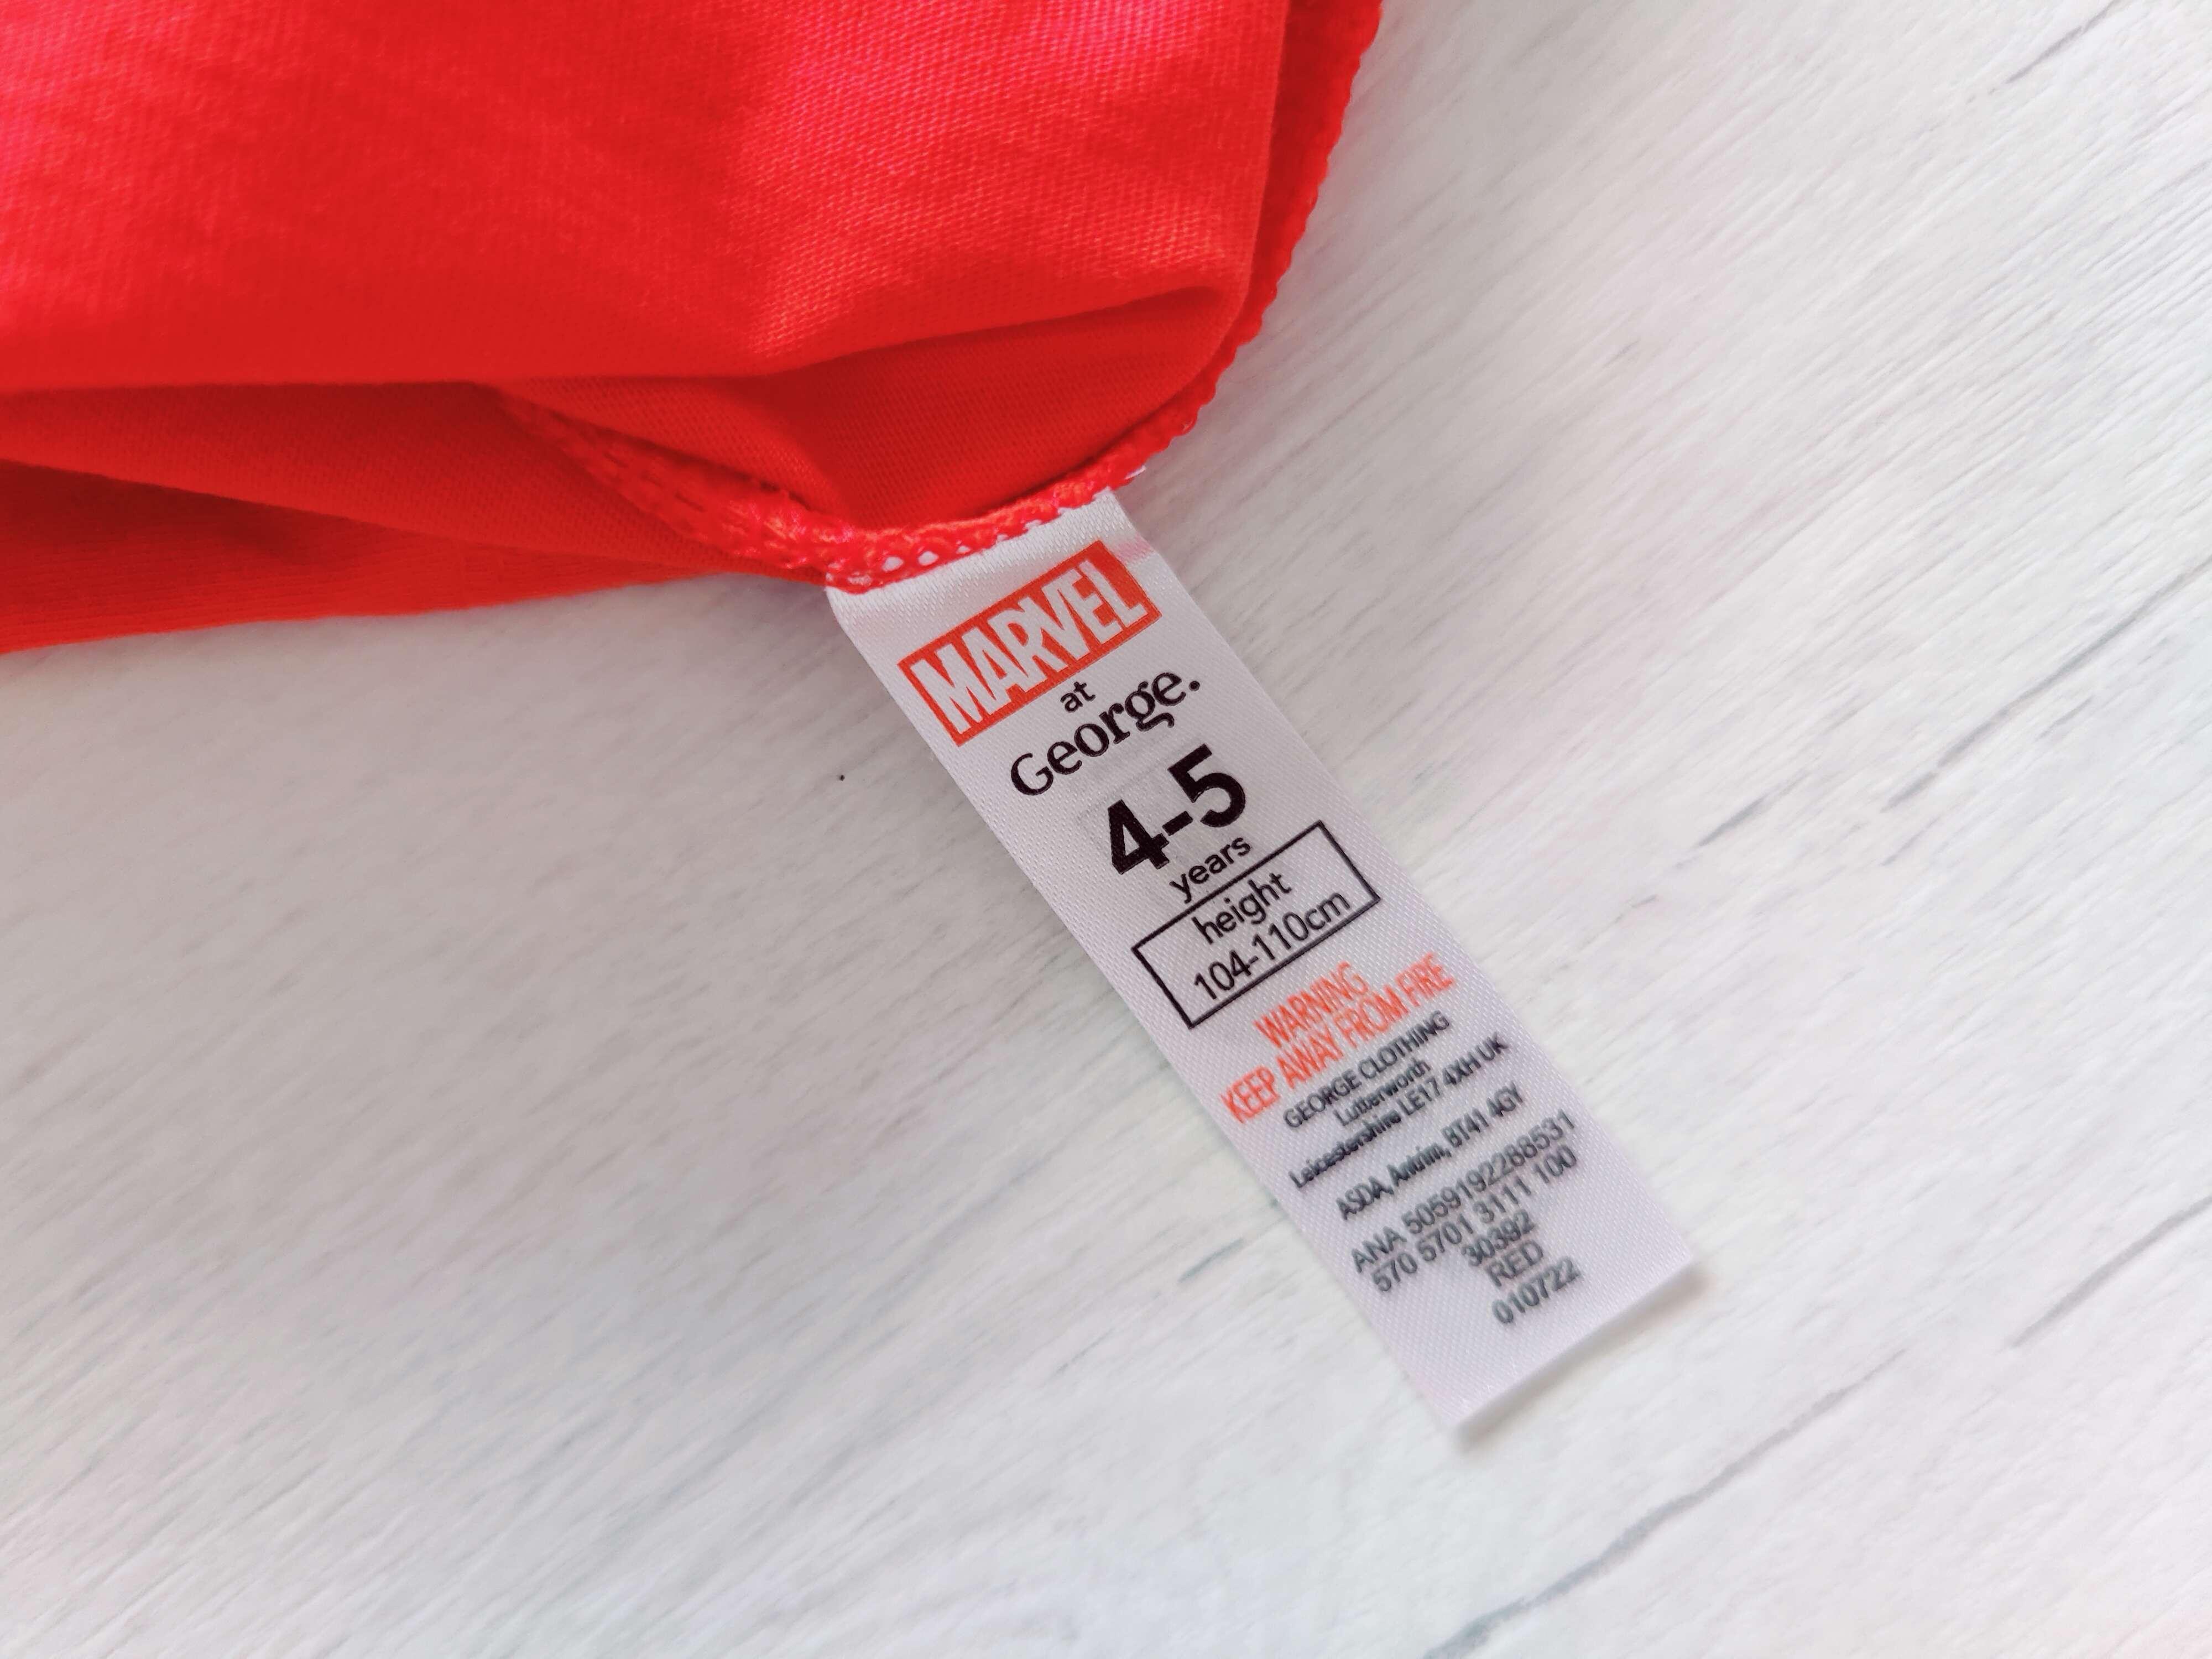 MARVEL
at
George.
4-5
years
height
104-110cm
WARNING
KEEP AWAY FROM FIRE
GEORGE CLOTHING
Lutterworth
Leicestershire LE17 4XH UK
ASDA, Antrim, BT41 4GY
ANA 5059192288531
570 5701 3111 100
30392
RED
010722